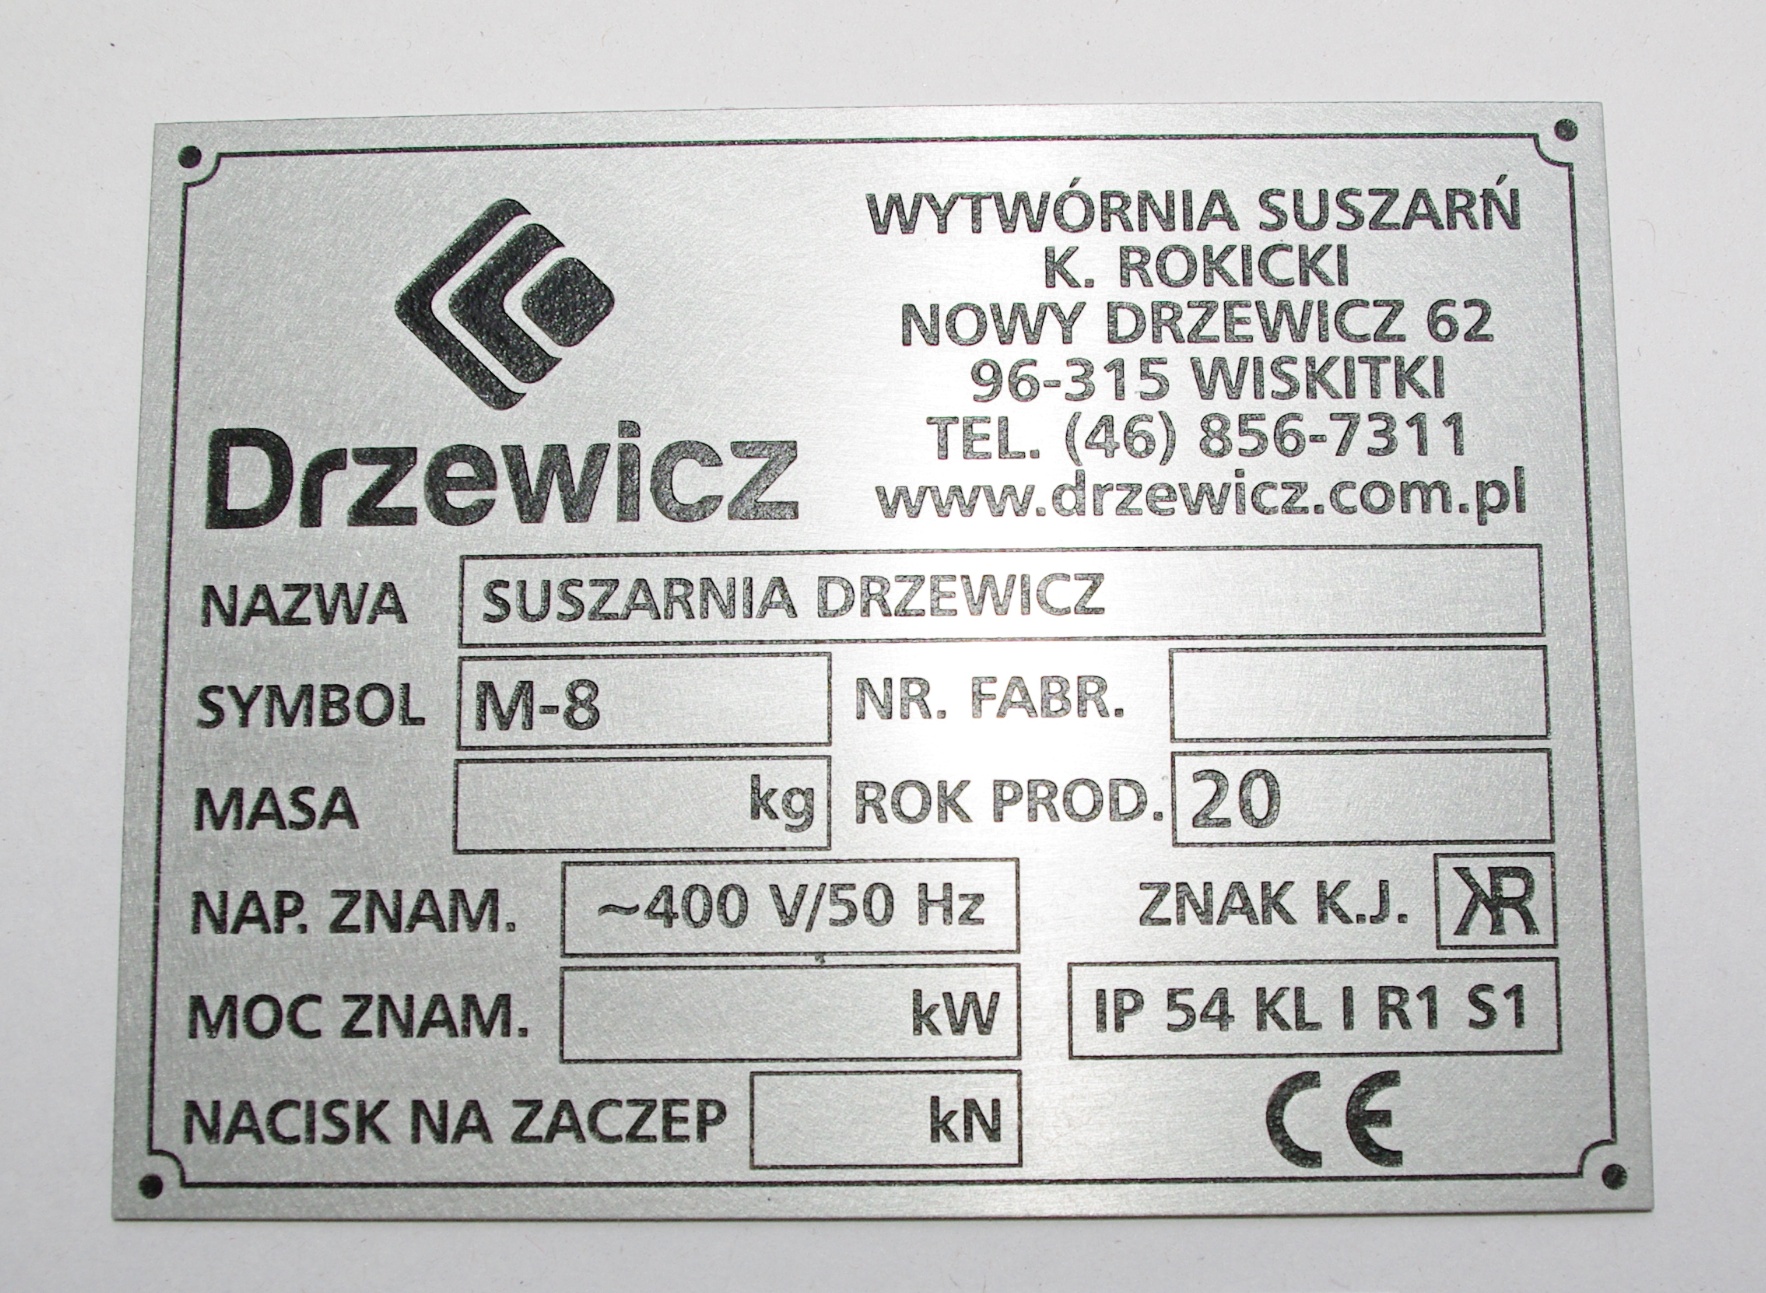 WYTWÓRNIA SUSZARŃ
K. ROKICKI
NOWY DRZEWICZ 62
96-315 WISKITKI
TEL. (46) 856-7311
www.drzewicz.com.pl
Drzewicz
NAZWA SUSZARNIA DRZEWICZ
SYMBOL M-8 NR. FABR.
MASA kg ROK PROD. 20
NAP. ZNAM. ~400 V/50 Hz ZNAK K.J. KR
MOC ZNAM. kW IP 54 KL I R1 S1
NACISK NA ZACZEP kN CE